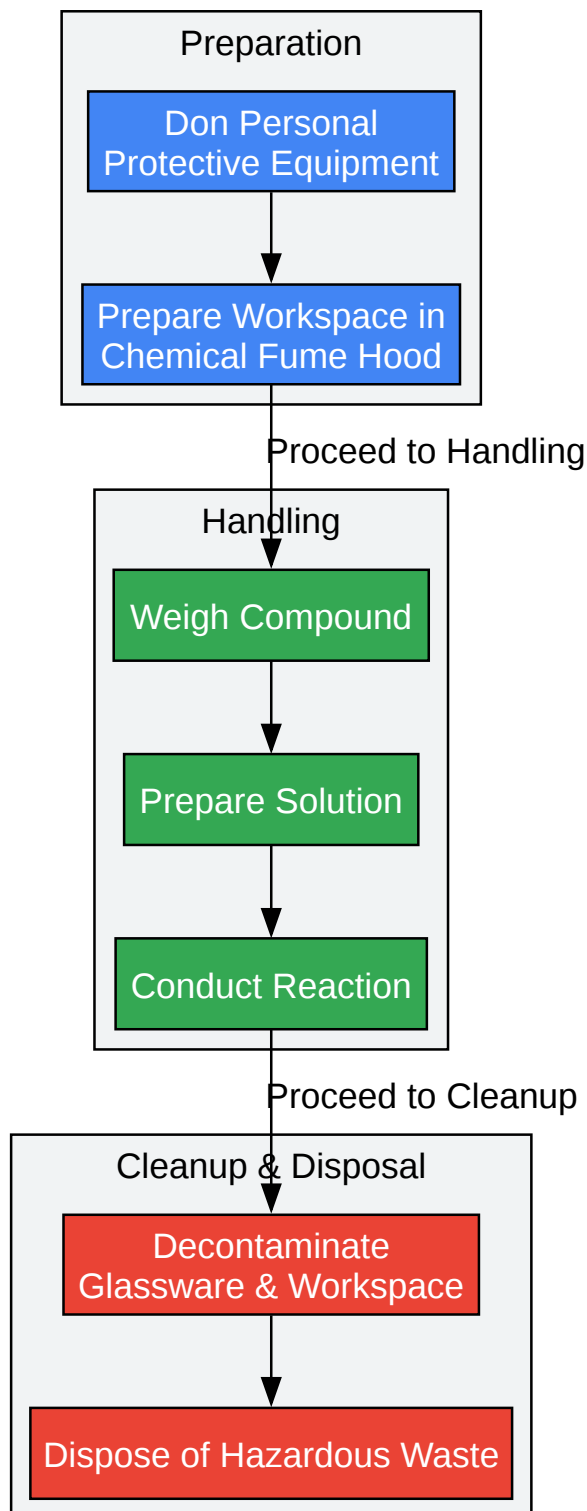 Preparation
Don Personal
Protective Equipment
Prepare Workspace in
Chemical Fume Hood
Proceed to Handling
Handling
Weigh Compound
Prepare Solution
Conduct Reaction
Proceed to Cleanup
Cleanup & Disposal
Decontaminate
Glassware & Workspace
Dispose of Hazardous Waste